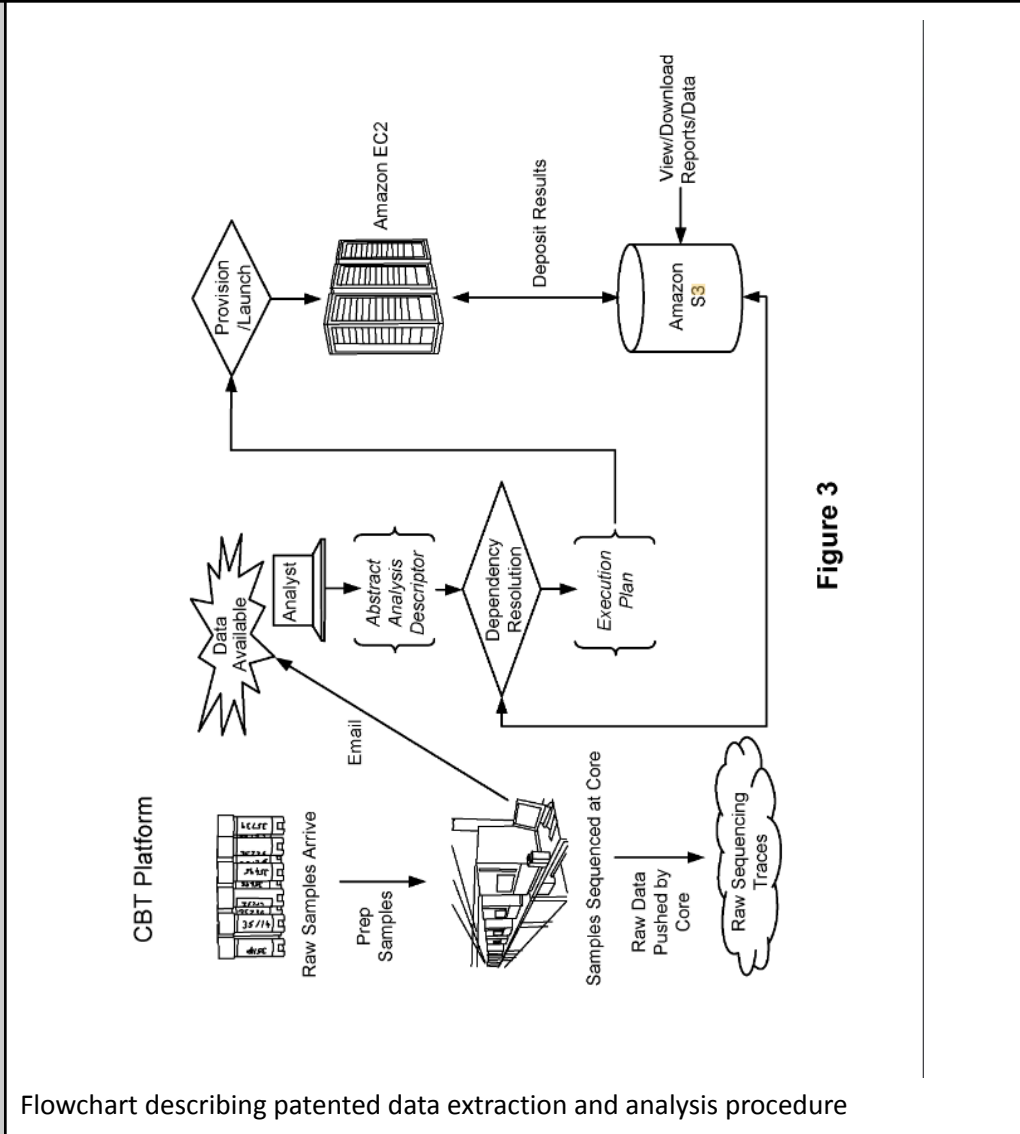 CBT Platform
Raw Samples Arrive
Prep
Samples
Samples Sequenced at Core
Raw Data
Pushed by
Core
Raw Sequencing
Traces
Email
Data
Available
Analyst
Abstract
Analysis
Descriptor
Dependency
Resolution
Execution
Plan
Provision
/Launch
Amazon EC2
Deposit Results
Amazon
S3
View/Download
Reports/Data
Figure 3
Flowchart describing patented data extraction and analysis procedure